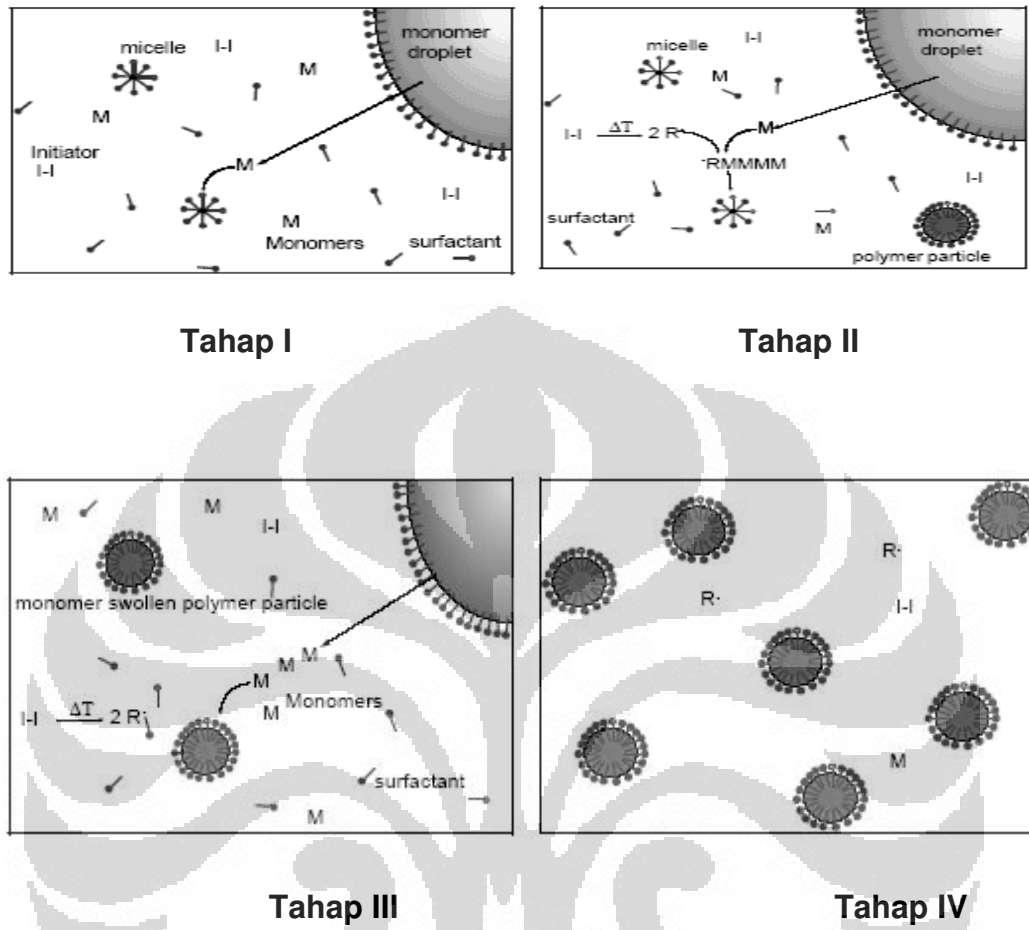 micelle I-I monomer droplet
M
M
Initiator
I-I
M
I-I
M
Monomers surfactant
micelle I-I monomer droplet
M
I-I ΔT 2 R· M
·RMMMM
I-I
surfactant
M
polymer particle
Tahap I Tahap II
M M
I-I
monomer swollen polymer particle
M
M
M
Monomers
M
I-I ΔT 2 R·
surfactant
M
R·
R·
I-I
M
Tahap III Tahap IV